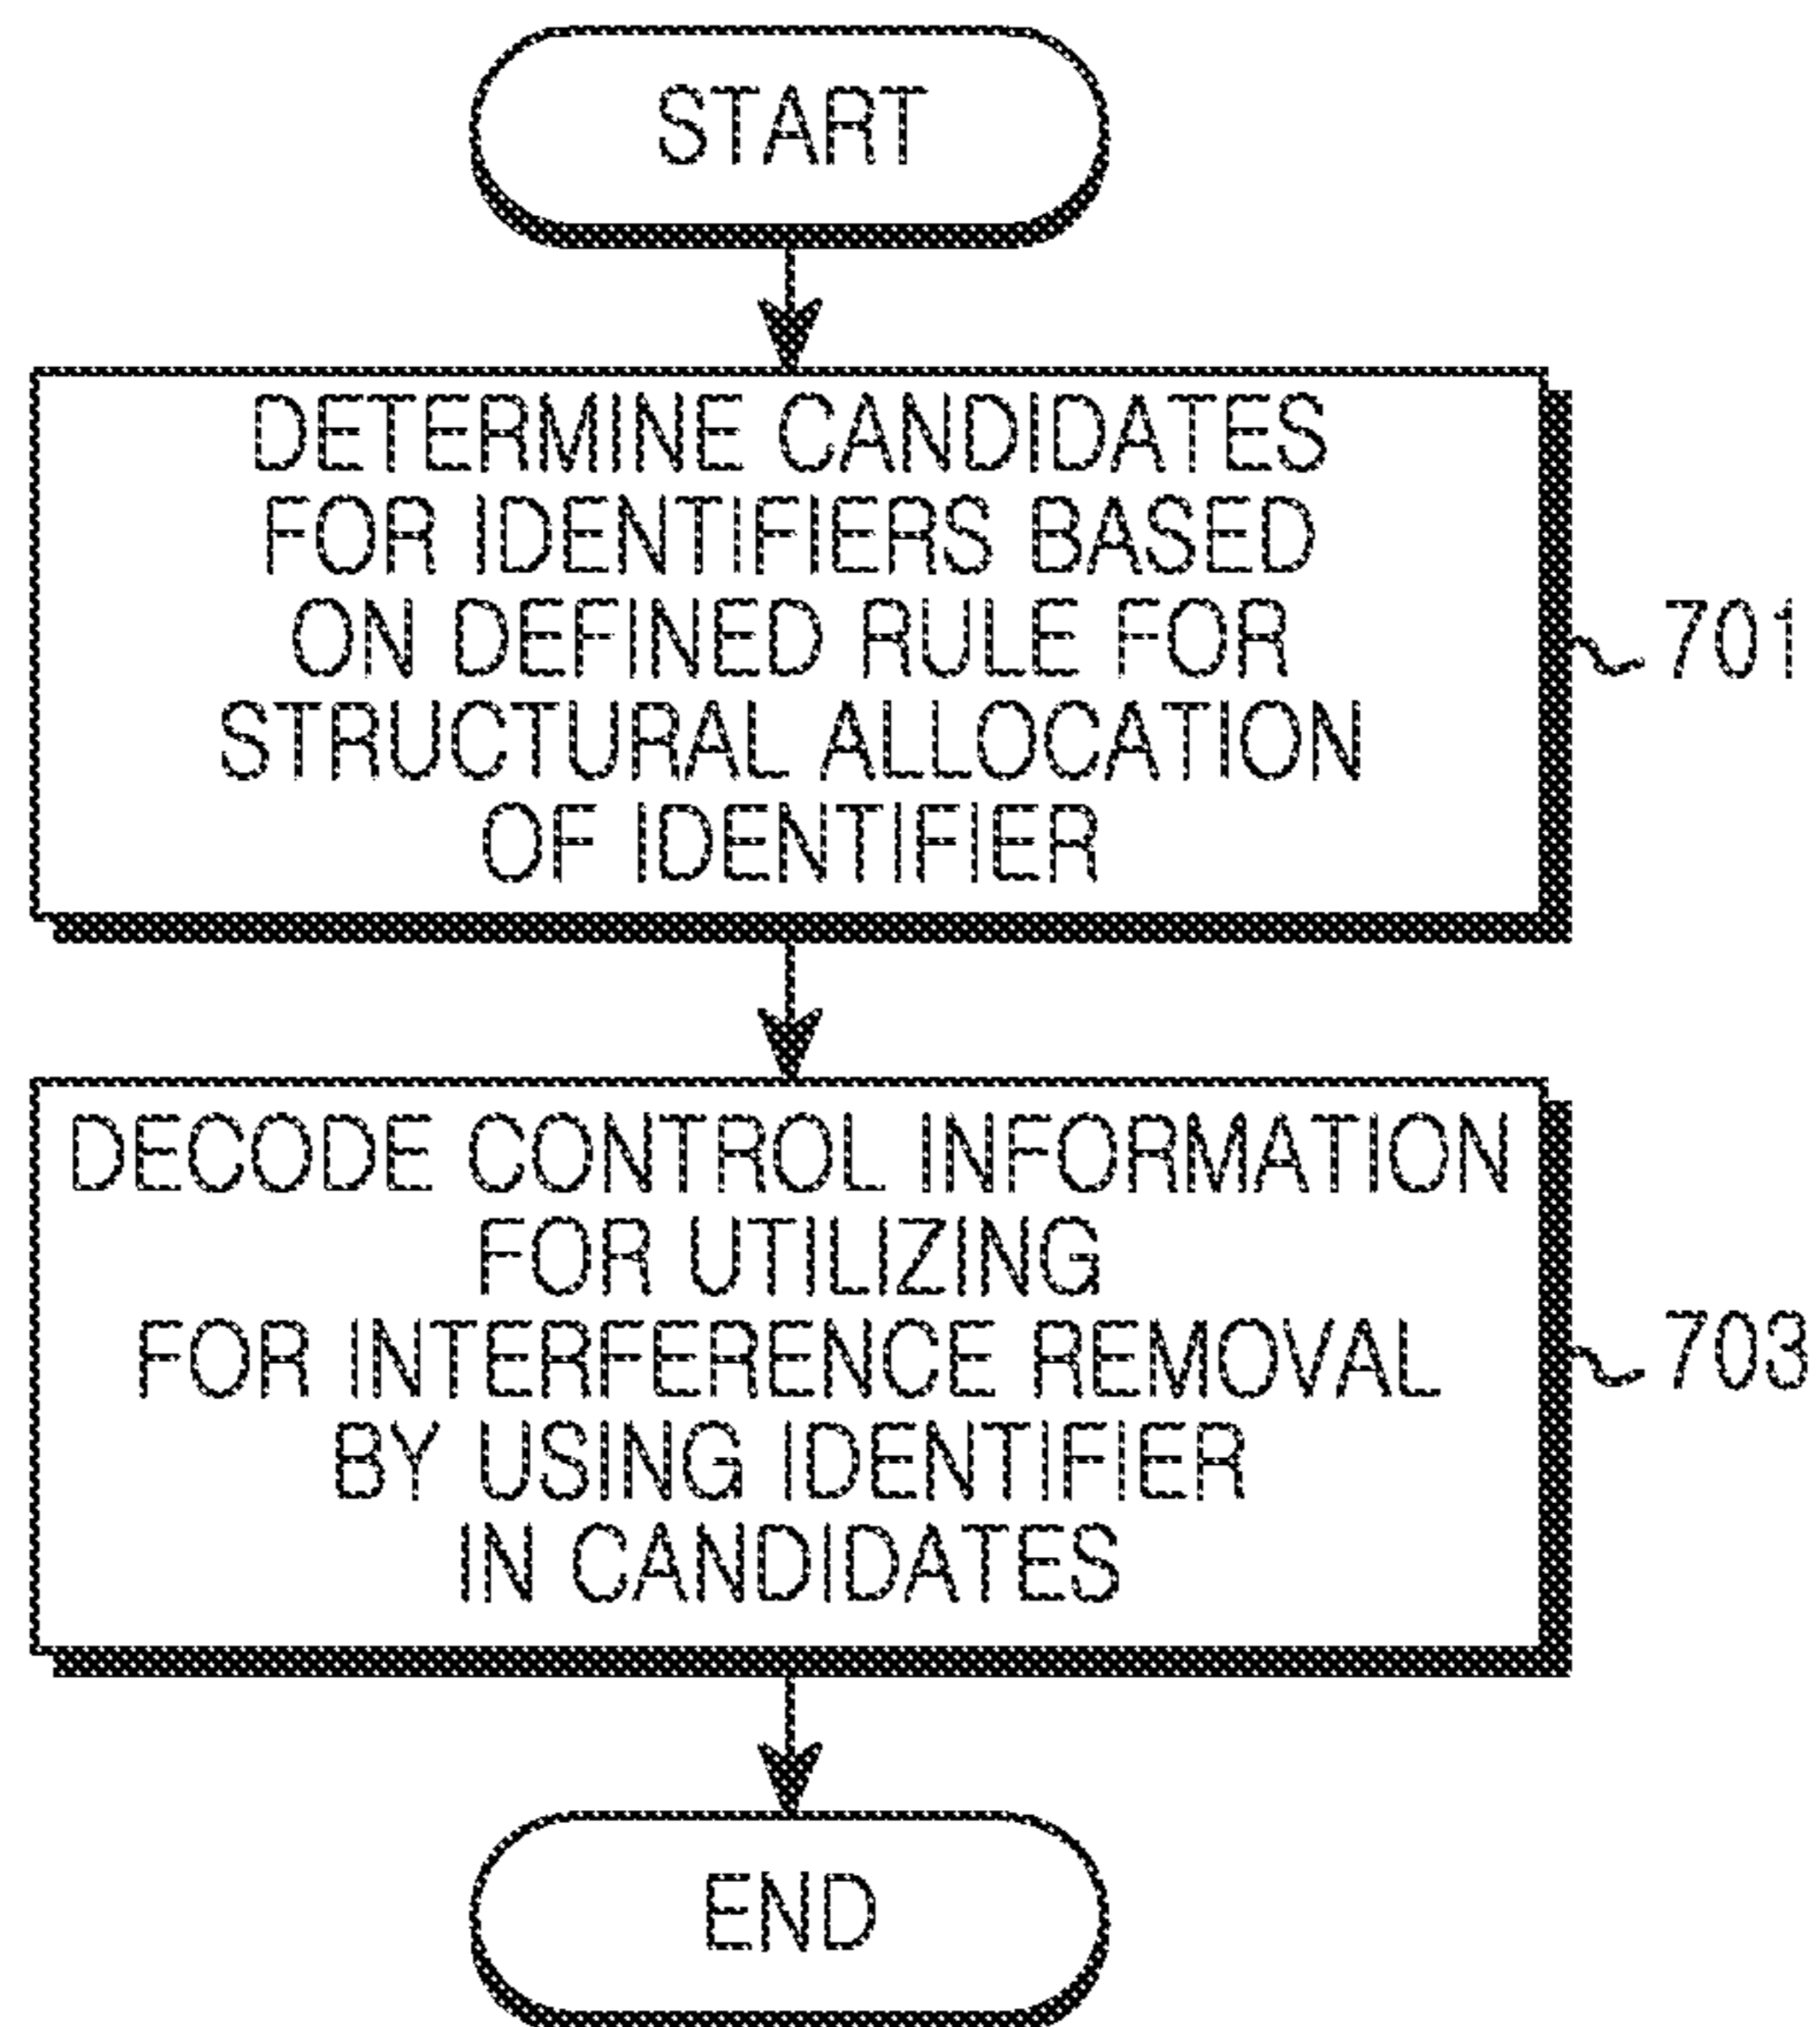 START
DETERMINE CANDIDATES
FOR IDENTIFIERS BASED
ON DEFINED RULE FOR
STRUCTURAL ALLOCATION
OF IDENTIFIER
701
DECODE CONTROL INFORMATION
FOR UTILIZING
FOR INTERFERENCE REMOVAL
BY USING IDENTIFIER
IN CANDIDATES
703
END